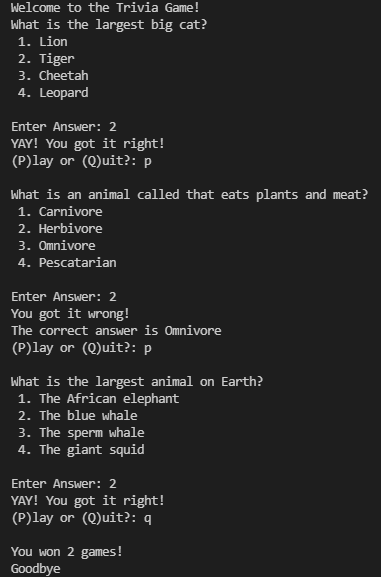 Welcome to the Trivia Game!
What is the largest big cat?
1. Lion
2. Tiger
3. Cheetah
4. Leopard
Enter Answer: 2
YAY! You got it right!
(P)lay or (Q)uit?: p
What is an animal called that eats plants and meat?
1. Carnivore
2. Herbivore
3. Omnivore
4. Pescatarian
Enter Answer: 2
You got it wrong!
The correct answer is Omnivore
(P)lay or (Q)uit?: p
What is the largest animal on Earth?
1. The African elephant
2. The blue whale
3. The sperm whale
4. The giant squid
Enter Answer: 2
YAY! You got it right!
(P)lay or (Q)uit?: q
You won 2 games!
Goodbye